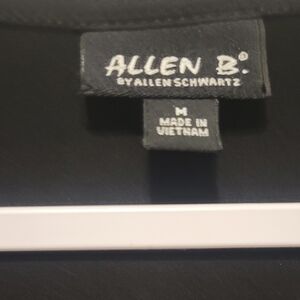 ALLEN B.®
BY ALLEN SCHWARTZ
M
MADE IN
VIETNAM